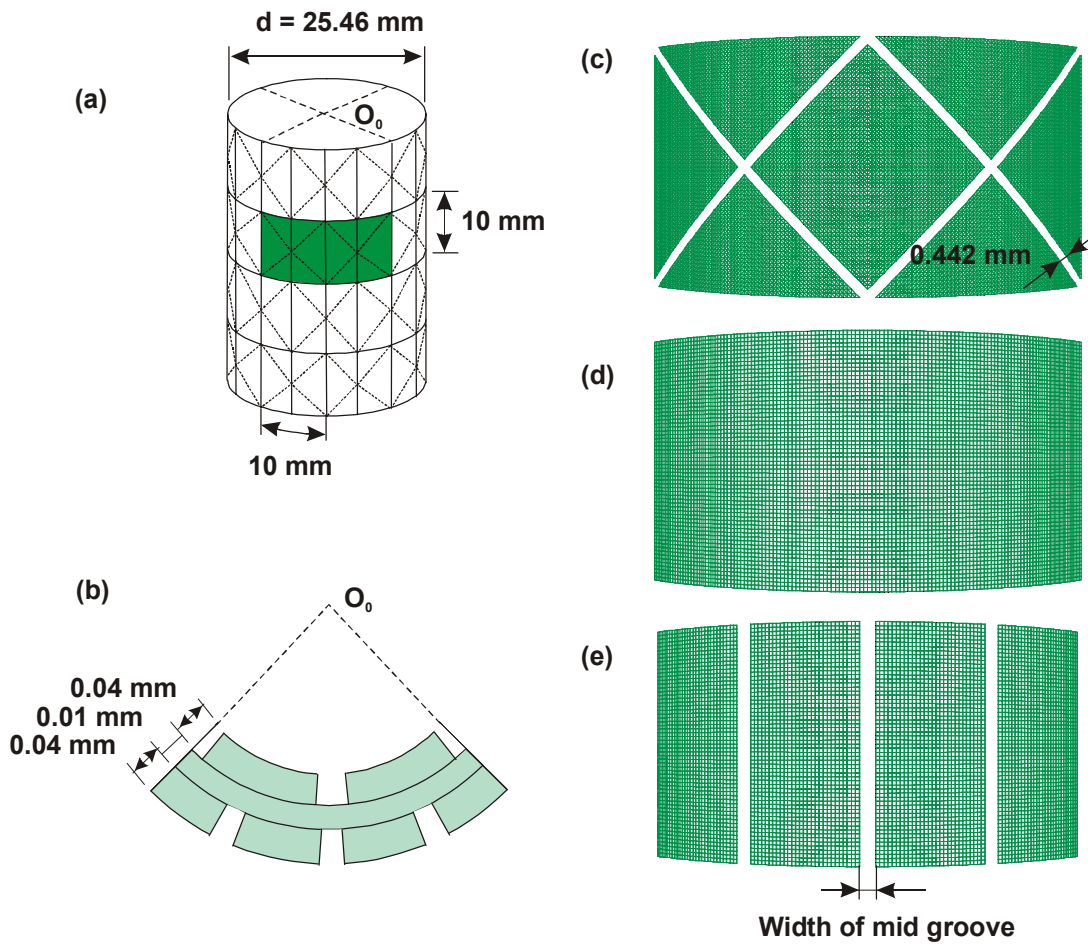 d = 25.46 mm
(a)
O₀
10 mm
10 mm
(b)
O₀
0.04 mm
0.01 mm
0.04 mm
(c)
0.442 mm
(d)
(e)
Width of mid groove